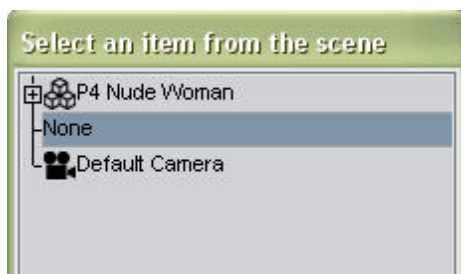 Select an item from the scene
P4 Nude Woman
None
Default Camera